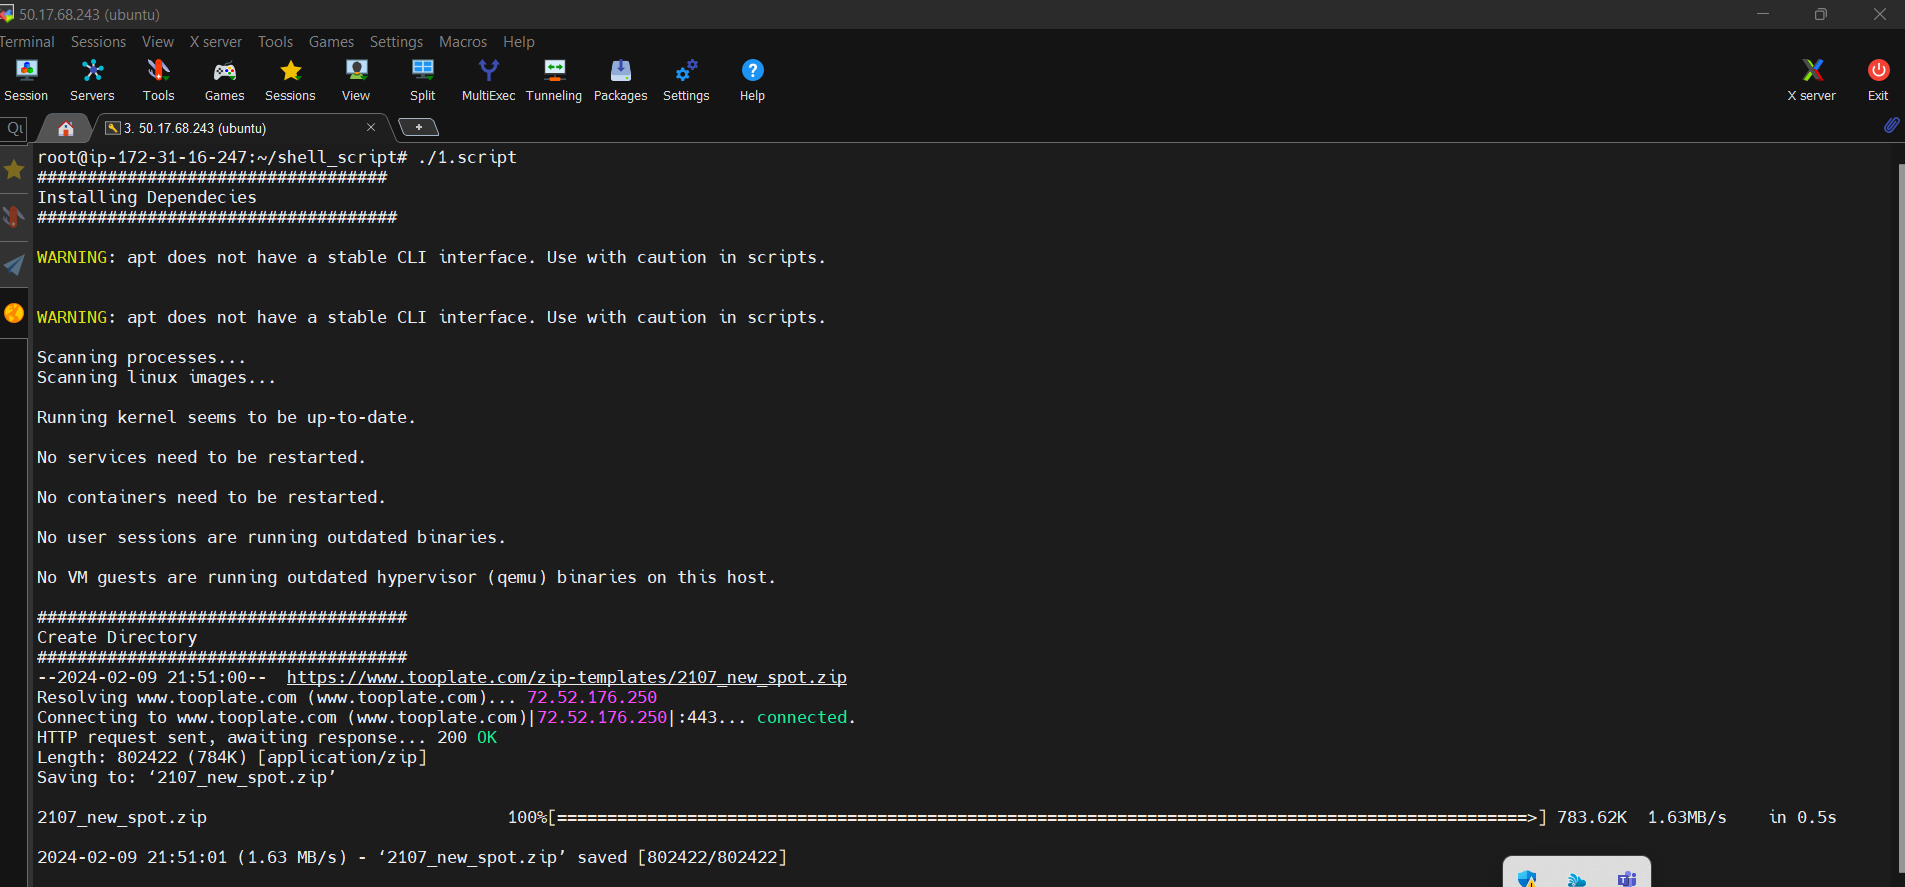 50.17.68.243 (ubuntu)
Terminal Sessions View X server Tools Games Settings Macros Help
Session Servers Tools Games Sessions View Split MultiExec Tunneling Packages Settings Help X server Exit
3. 50.17.68.243 (ubuntu)
root@ip-172-31-16-247:~/shell_script# ./1.script
###################################
Installing Dependecies
####################################
WARNING: apt does not have a stable CLI interface. Use with caution in scripts.
WARNING: apt does not have a stable CLI interface. Use with caution in scripts.
Scanning processes...
Scanning linux images...
Running kernel seems to be up-to-date.
No services need to be restarted.
No containers need to be restarted.
No user sessions are running outdated binaries.
No VM guests are running outdated hypervisor (qemu) binaries on this host.
#####################################
Create Directory
#####################################
--2024-02-09 21:51:00--  https://www.tooplate.com/zip-templates/2107_new_spot.zip
Resolving www.tooplate.com (www.tooplate.com)... 72.52.176.250
Connecting to www.tooplate.com (www.tooplate.com)|72.52.176.250|:443... connected.
HTTP request sent, awaiting response... 200 OK
Length: 802422 (784K) [application/zip]
Saving to: ‘2107_new_spot.zip’
2107_new_spot.zip 100%[=================================================================================================>] 783.62K 1.63MB/s in 0.5s
2024-02-09 21:51:01 (1.63 MB/s) - ‘2107_new_spot.zip’ saved [802422/802422]